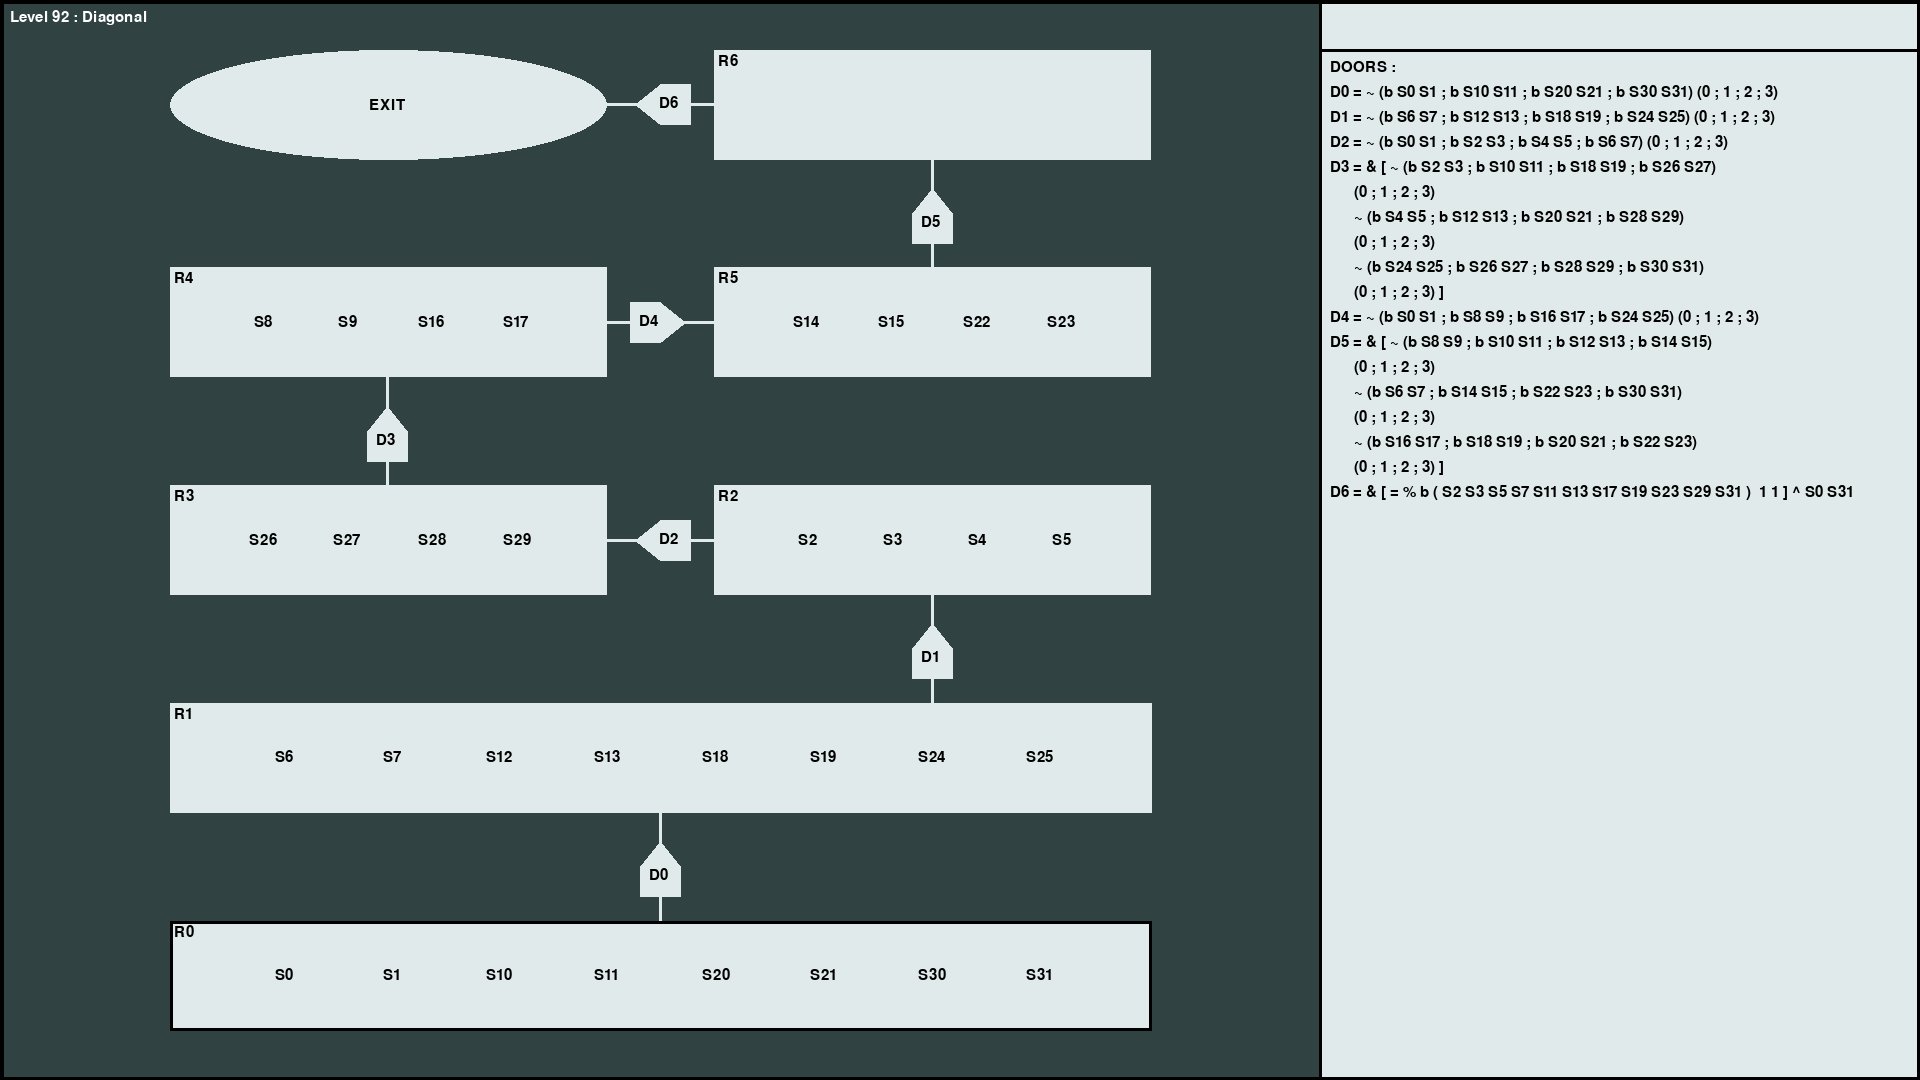 Level 92 : Diagonal
EXIT
D6
R6
D5
R4
S8 S9 S16 S17
D4
R5
S14 S15 S22 S23
D3
R3
S26 S27 S28 S29
D2
R2
S2 S3 S4 S5
D1
R1
S6 S7 S12 S13 S18 S19 S24 S25
D0
R0
S0 S1 S10 S11 S20 S21 S30 S31
DOORS :
D0 = ~ (b S0 S1 ; b S10 S11 ; b S20 S21 ; b S30 S31) (0 ; 1 ; 2 ; 3)
D1 = ~ (b S6 S7 ; b S12 S13 ; b S18 S19 ; b S24 S25) (0 ; 1 ; 2 ; 3)
D2 = ~ (b S0 S1 ; b S2 S3 ; b S4 S5 ; b S6 S7) (0 ; 1 ; 2 ; 3)
D3 = & [ ~ (b S2 S3 ; b S10 S11 ; b S18 S19 ; b S26 S27)
(0 ; 1 ; 2 ; 3)
~ (b S4 S5 ; b S12 S13 ; b S20 S21 ; b S28 S29)
(0 ; 1 ; 2 ; 3)
~ (b S24 S25 ; b S26 S27 ; b S28 S29 ; b S30 S31)
(0 ; 1 ; 2 ; 3) ]
D4 = ~ (b S0 S1 ; b S8 S9 ; b S16 S17 ; b S24 S25) (0 ; 1 ; 2 ; 3)
D5 = & [ ~ (b S8 S9 ; b S10 S11 ; b S12 S13 ; b S14 S15)
(0 ; 1 ; 2 ; 3)
~ (b S6 S7 ; b S14 S15 ; b S22 S23 ; b S30 S31)
(0 ; 1 ; 2 ; 3)
~ (b S16 S17 ; b S18 S19 ; b S20 S21 ; b S22 S23)
(0 ; 1 ; 2 ; 3) ]
D6 = & [ = % b ( S2 S3 S5 S7 S11 S13 S17 S19 S23 S29 S31 ) 1 1 ] ^ S0 S31